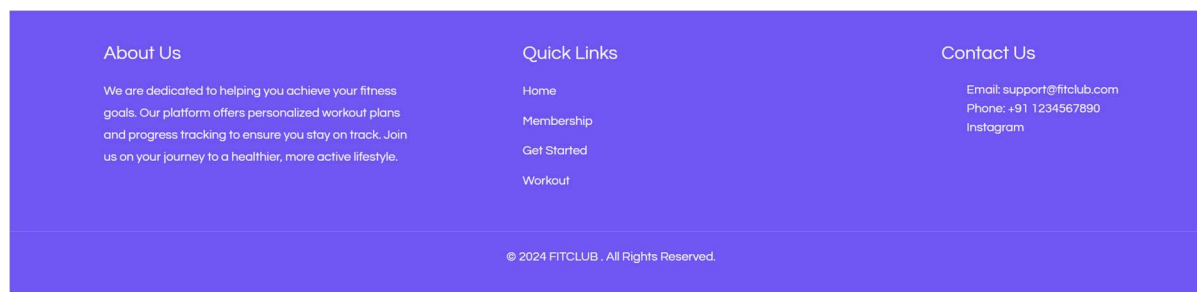 About Us
We are dedicated to helping you achieve your fitness
goals. Our platform offers personalized workout plans
and progress tracking to ensure you stay on track. Join
us on your journey to a healthier, more active lifestyle.
Quick Links
Home
Membership
Get Started
Workout
Contact Us
Email: support@fitclub.com
Phone: +91 1234567890
Instagram
© 2024 FITCLUB . All Rights Reserved.